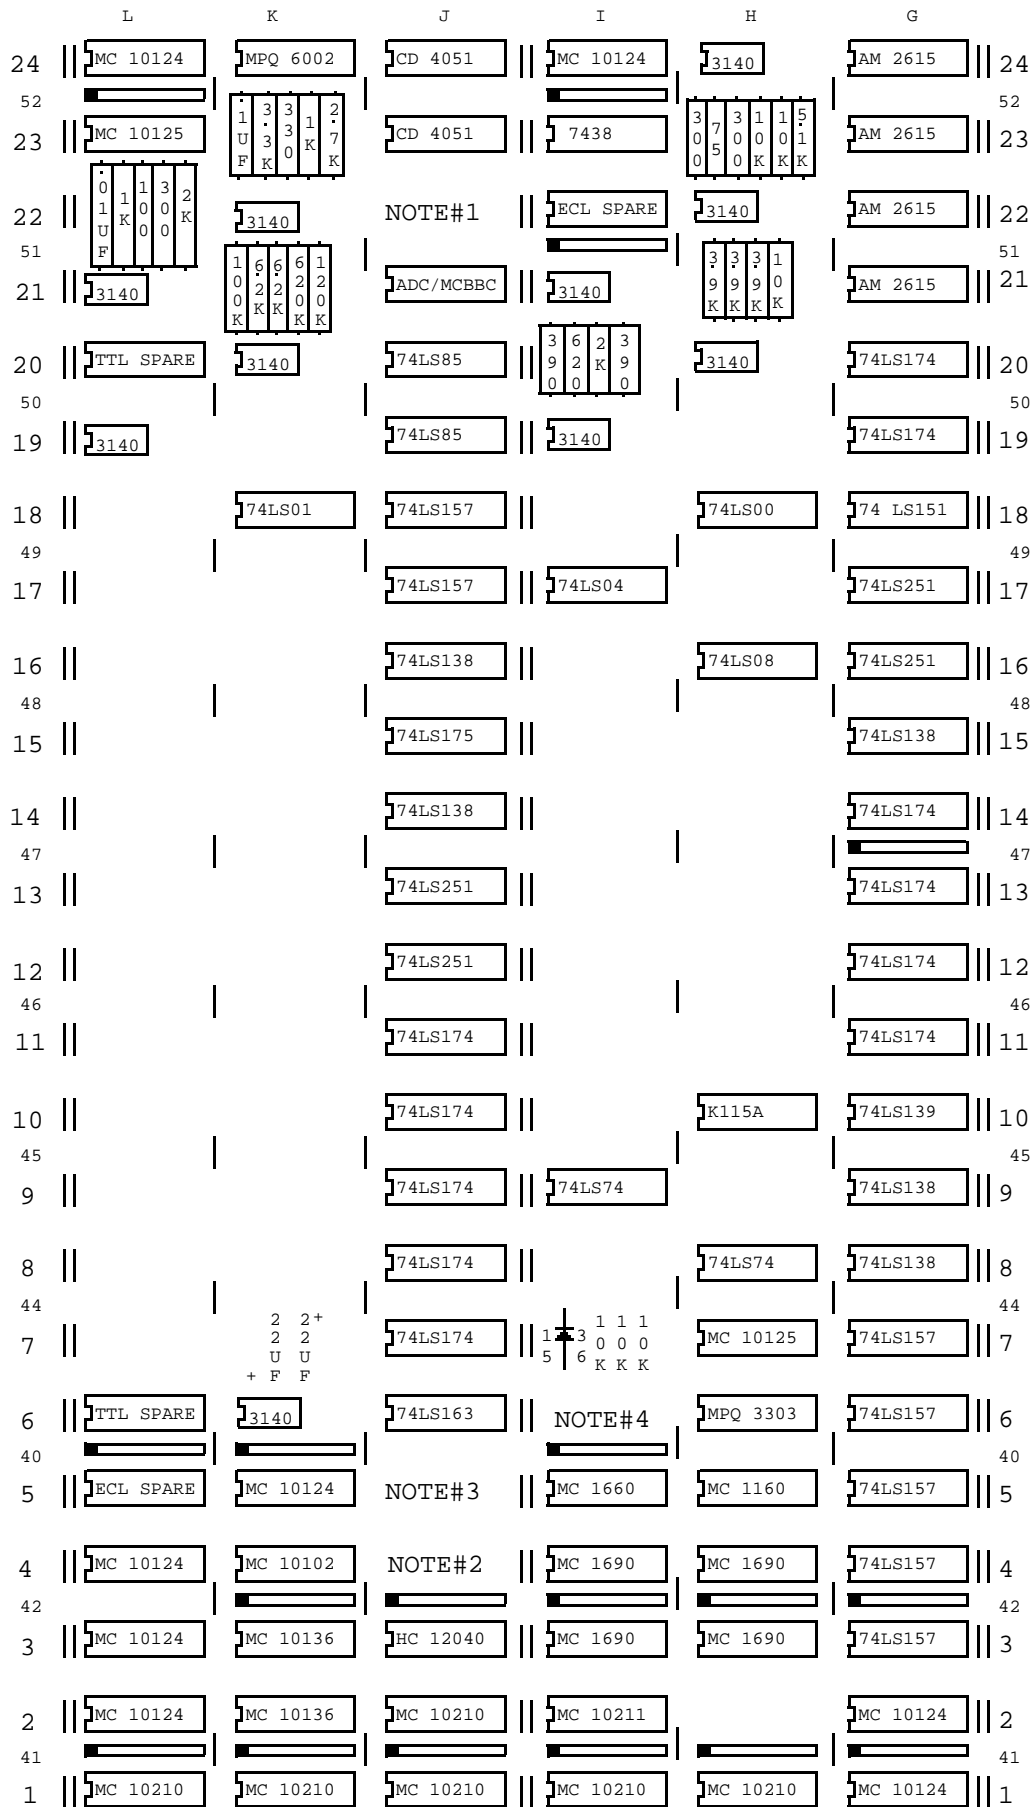 L K J I H G
24 MC 10124 MPQ 6002 CD 4051 MC 10124 3140 AM 2615 24
52 52
.1UF 3.3K 330 1K 2.7K
300 75 300 10K 10K 5.1K
23 MC 10125 CD 4051 7438 AM 2615 23
.01UF 1K 100 300 2K
22 3140 NOTE#1 ECL SPARE 3140 AM 2615 22
51 51
100K 6.2K 6.2K 620K 120K
3.9K 3.9K 3.9K 10K
21 3140 ADC/MCBBC 3140 AM 2615 21
390 620 2K 390
20 TTL SPARE 3140 74LS85 3140 74LS174 20
50 50
19 3140 74LS85 3140 74LS174 19
18 74LS01 74LS157 74LS00 74 LS151 18
49 49
17 74LS157 74LS04 74LS251 17
16 74LS138 74LS08 74LS251 16
48 48
15 74LS175 74LS138 15
14 74LS138 74LS174 14
47 47
13 74LS251 74LS174 13
12 74LS251 74LS174 12
46 46
11 74LS174 74LS174 11
10 74LS174 K115A 74LS139 10
45 45
9 74LS174 74LS74 74LS138 9
8 74LS174 74LS74 74LS138 8
44 44
+ 22UF 22UF +
15 36 10K 10K 10K
7 74LS174 MC 10125 74LS157 7
6 TTL SPARE 3140 74LS163 NOTE#4 MPQ 3303 74LS157 6
40 40
5 ECL SPARE MC 10124 NOTE#3 MC 1660 MC 1160 74LS157 5
4 MC 10124 MC 10102 NOTE#2 MC 1690 MC 1690 74LS157 4
42 42
3 MC 10124 MC 10136 HC 12040 MC 1690 MC 1690 74LS157 3
2 MC 10124 MC 10136 MC 10210 MC 10211 MC 10124 2
41 41
1 MC 10210 MC 10210 MC 10210 MC 10210 MC 10210 MC 10124 1